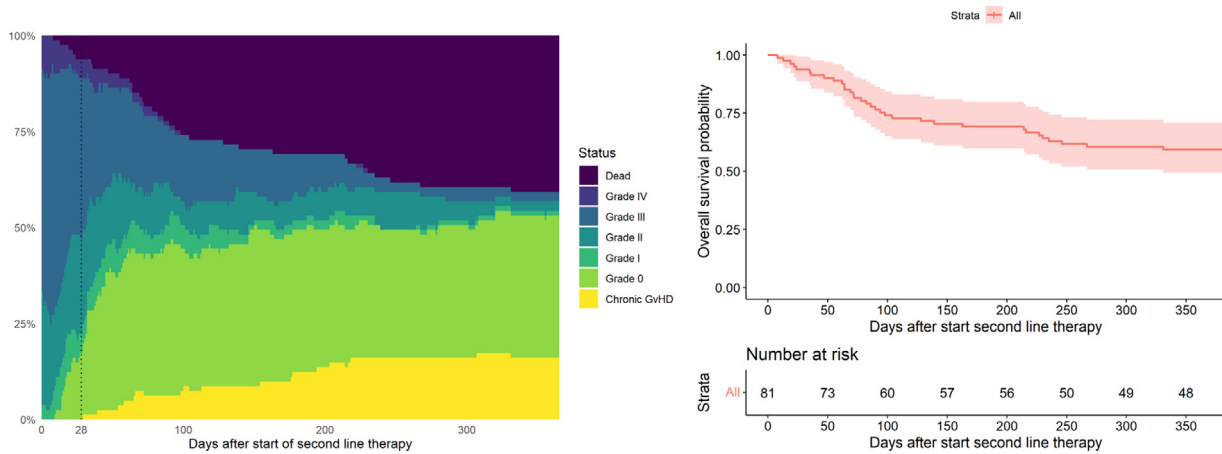 100%
75%
50%
25%
0%
0 28 100 200 300
Days after start of second line therapy
Status
Dead
Grade IV
Grade III
Grade II
Grade I
Grade 0
Chronic GvHD
Strata All
Overall survival probability
1.00
0.75
0.50
0.25
0.00
0 50 100 150 200 250 300 350
Days after start second line therapy
Number at risk
Strata
All 81 73 60 57 56 50 49 48
0 50 100 150 200 250 300 350
Days after start second line therapy